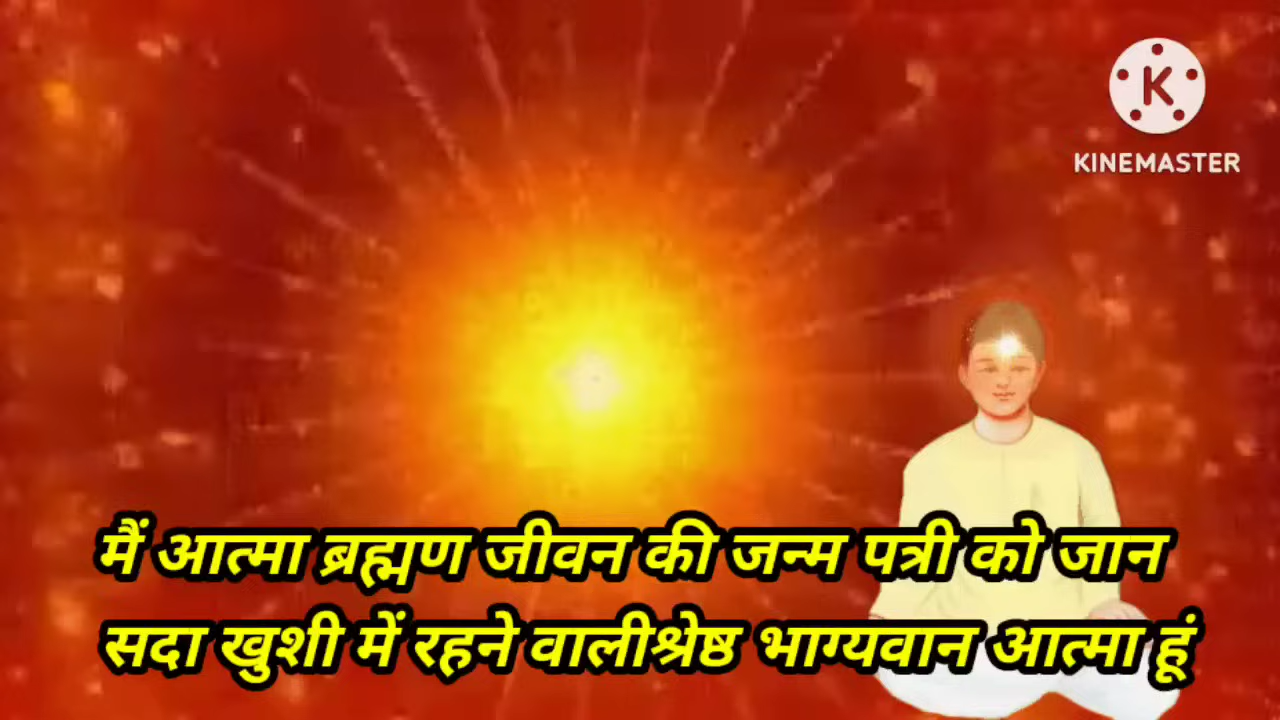 K
KINEMASTER
मैं आत्मा ब्रह्मण जीवन की जन्म पत्री को जान
सदा खुशी में रहने वालीश्रेष्ठ भाग्यवान आत्मा हूं